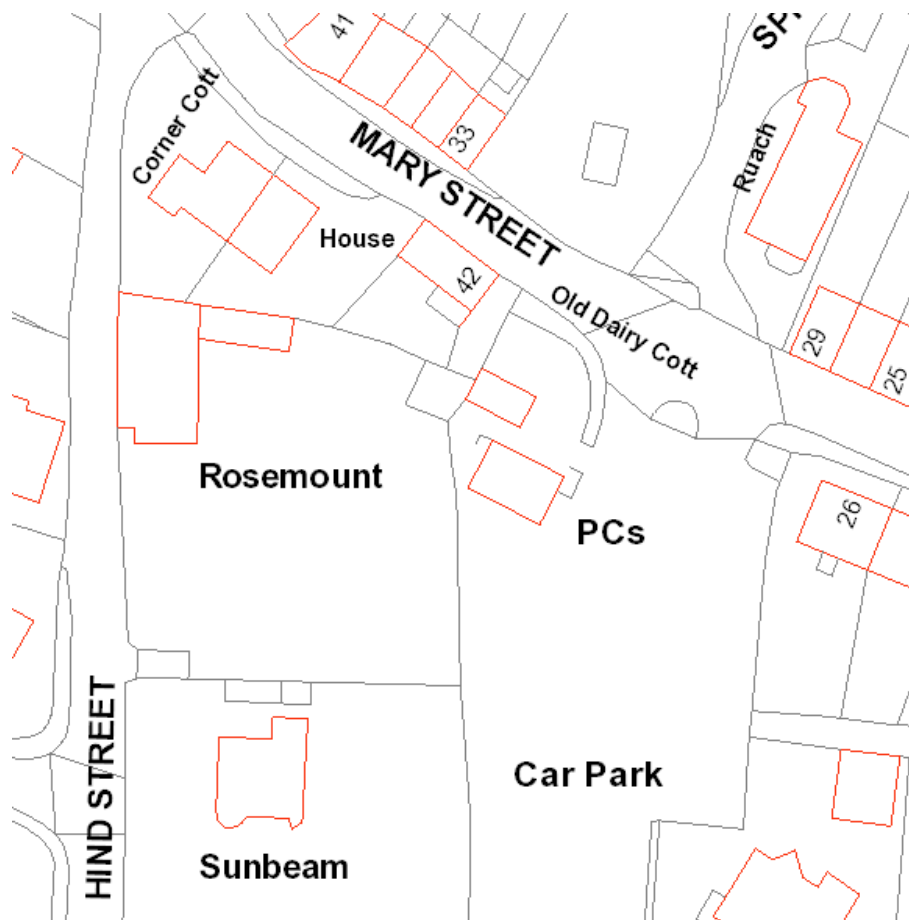 41
SPI
Corner Cott
33
MARY STREET
Ruach
House
42
Old Dairy Cott
29
25
Rosemount
26
PCs
HIND STREET
Car Park
Sunbeam